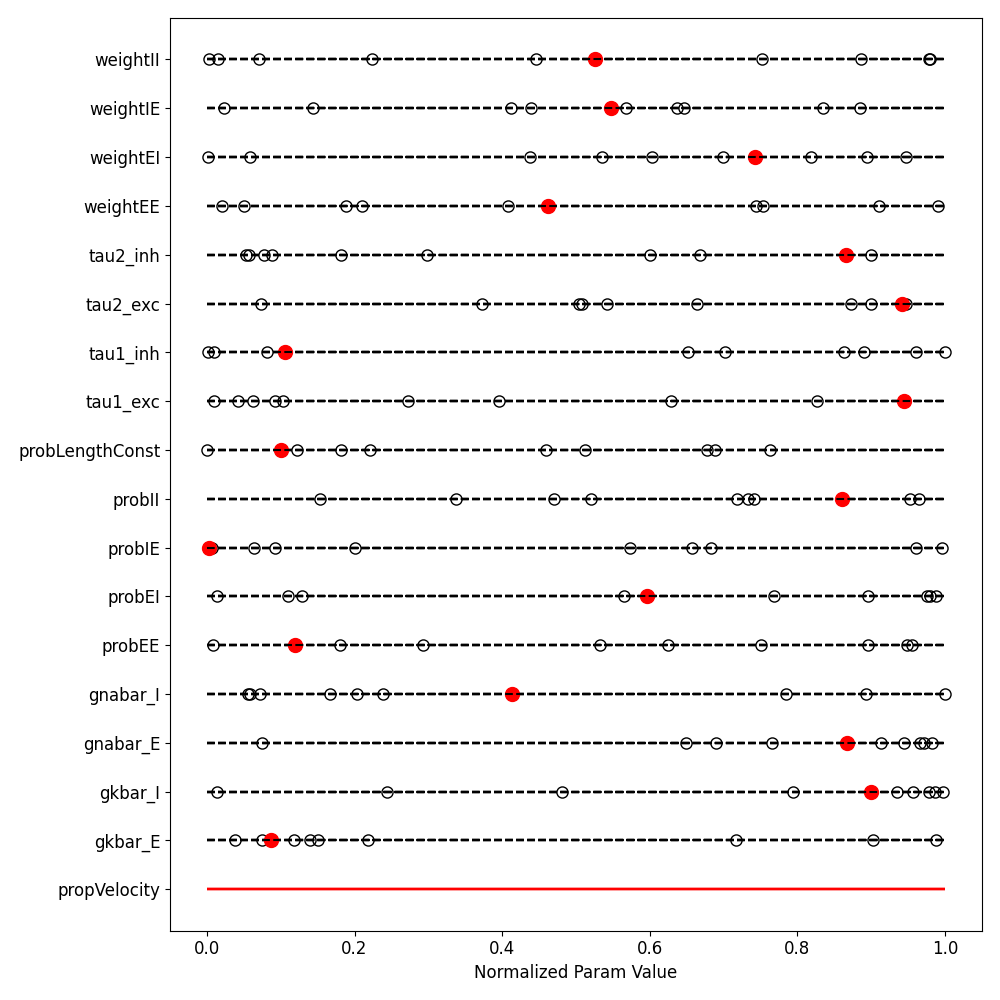 weightII
weightIE
weightEI
weightEE
tau2_inh
tau2_exc
tau1_inh
tau1_exc
probLengthConst
probII
probIE
probEI
probEE
gnabar_I
gnabar_E
gkbar_I
gkbar_E
propVelocity
0.0 0.2 0.4 0.6 0.8 1.0
Normalized Param Value